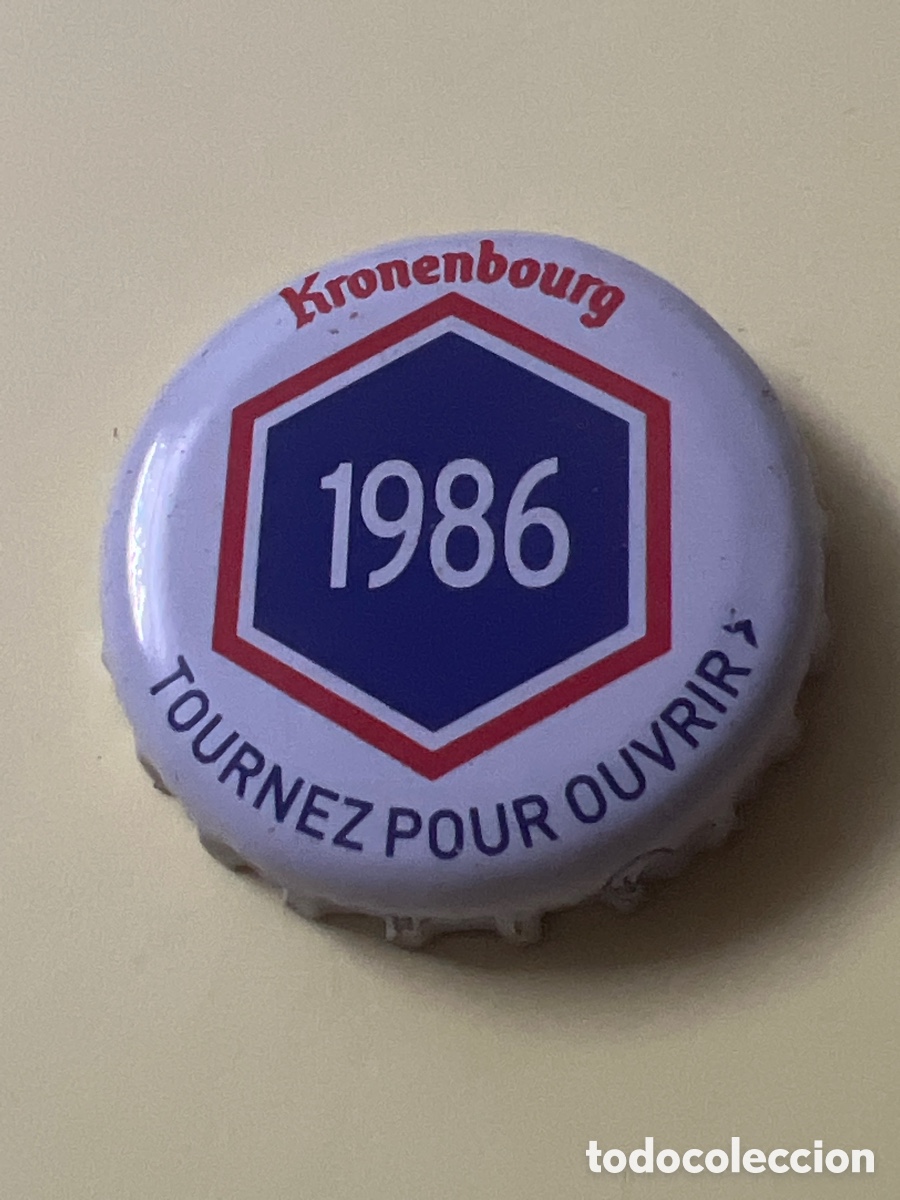 Kronenbourg
1986
TOURNEZ POUR OUVRIR >
todocoleccion